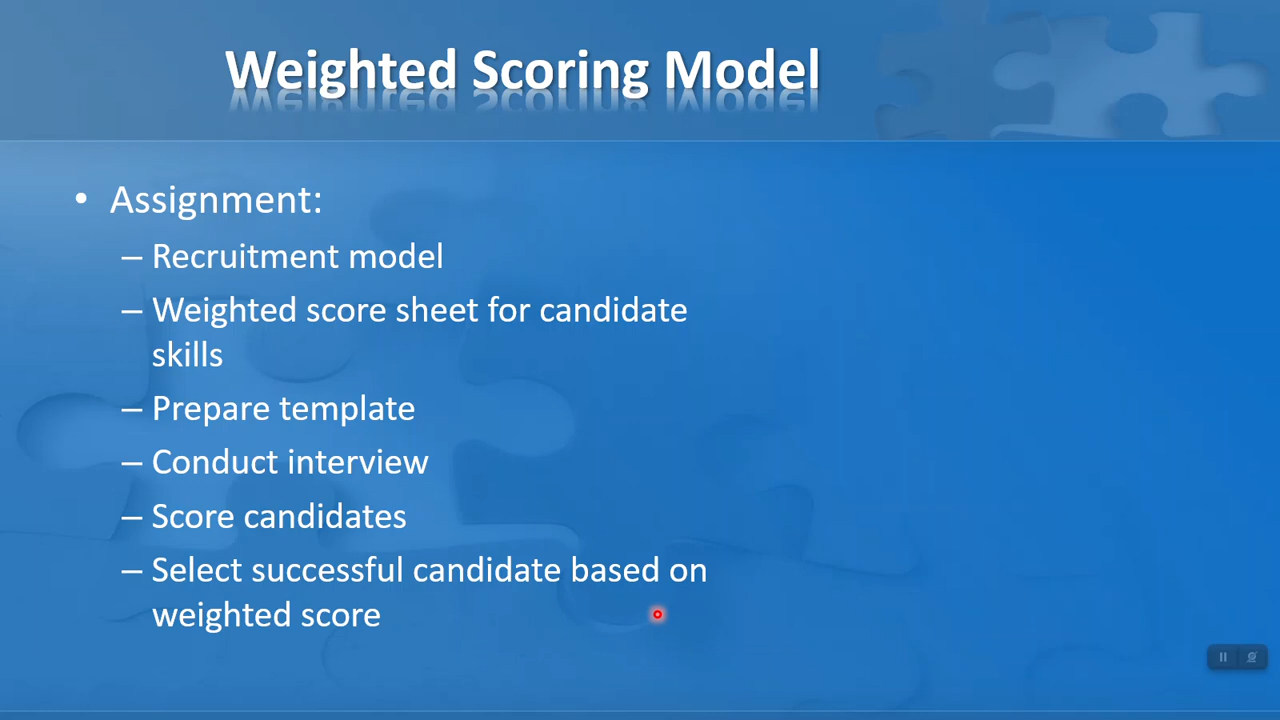 Weighted Scoring Model
• Assignment:
– Recruitment model
– Weighted score sheet for candidate
skills
– Prepare template
– Conduct interview
– Score candidates
– Select successful candidate based on
weighted score